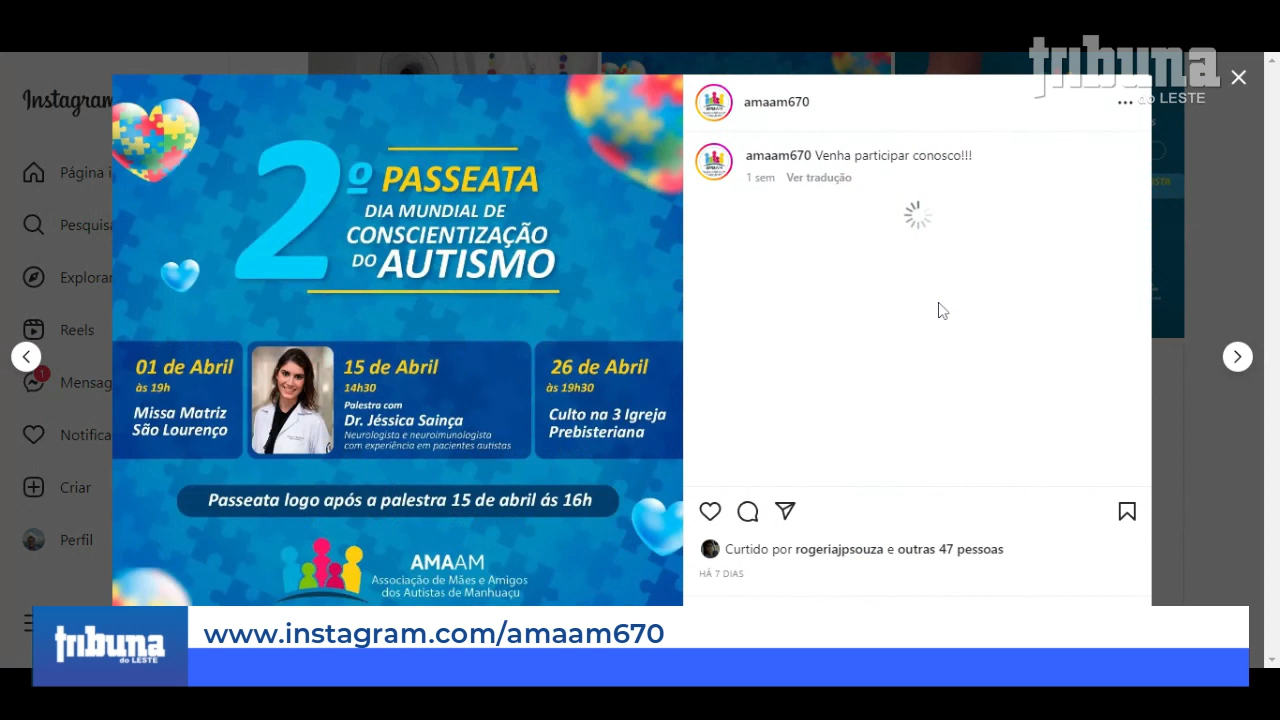 tribuna
do LESTE
Instagram
Página i
Pesquisa
Explorar
Reels
1
Mensag
Notifica
Criar
Perfil
2º PASSEATA
DIA MUNDIAL DE
CONSCIENTIZAÇÃO
DO AUTISMO
01 de Abril
às 19h
Missa Matriz
São Lourenço
15 de Abril
14h30
Palestra com
Dr. Jéssica Sainça
Neurologista e neuroimunologista
com experiência em pacientes autistas
26 de Abril
às 19h30
Culto na 3 Igreja
Prebisteriana
Passeata logo após a palestra 15 de abril ás 16h
AMAAM
Associação de Mães e Amigos
dos Autistas de Manhuaçu
amaam670
amaam670 Venha participar conosco!!!
1 sem Ver tradução
Curtido por rogeriajpsouza e outras 47 pessoas
HÁ 7 DIAS
tribuna
do LESTE
www.instagram.com/amaam670